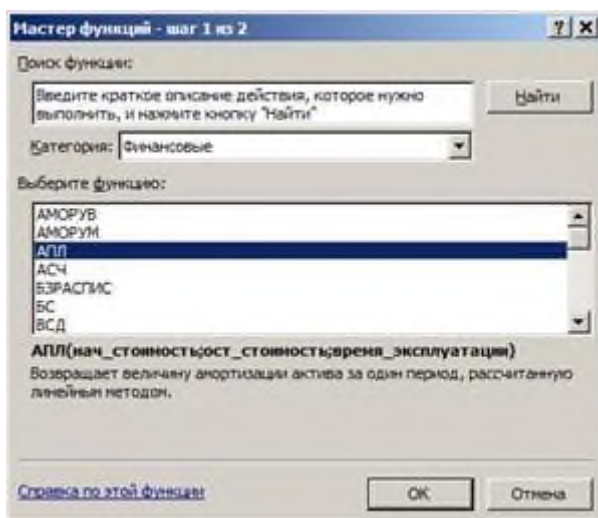 Мастер функций - шаг 1 из 2
Поиск функции:
Введите краткое описание действия, которое нужно
выполнить, и нажмите кнопку "Найти"
Найти
Категория: Финансовые
Выберите функцию:
АМОРУВ
АМОРУМ
АПЛ
АСЧ
БЗРАСПИС
БС
ВСД
АПЛ(нач_стоимость;ост_стоимость;время_эксплуатации)
Возвращает величину амортизации актива за один период, рассчитанную
линейным методом.
Справка по этой функции
ОК
Отмена